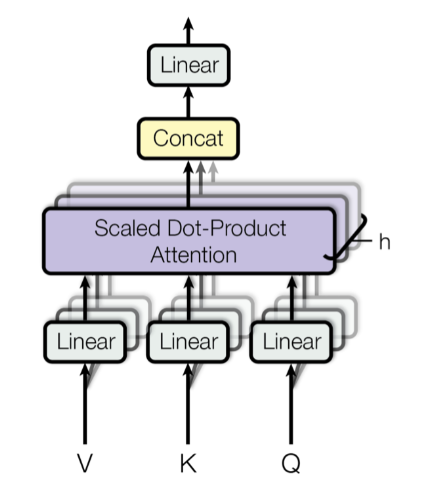 Linear
Concat
Scaled Dot-Product
Attention
h
Linear
Linear
Linear
V
K
Q